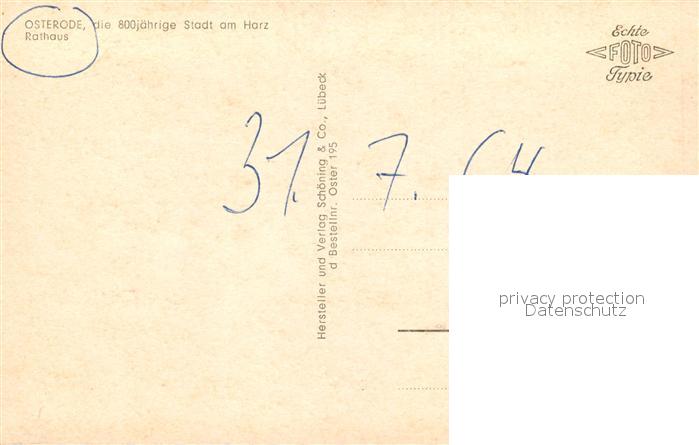 OSTERODE, die 800jährige Stadt am Harz
Rathaus
Echte
FOTO
Typie
31. 7. 64
Hersteller und Verlag Schöning & Co., Lübeck
d Bestellnr. Oster 195
privacy protection
Datenschutz